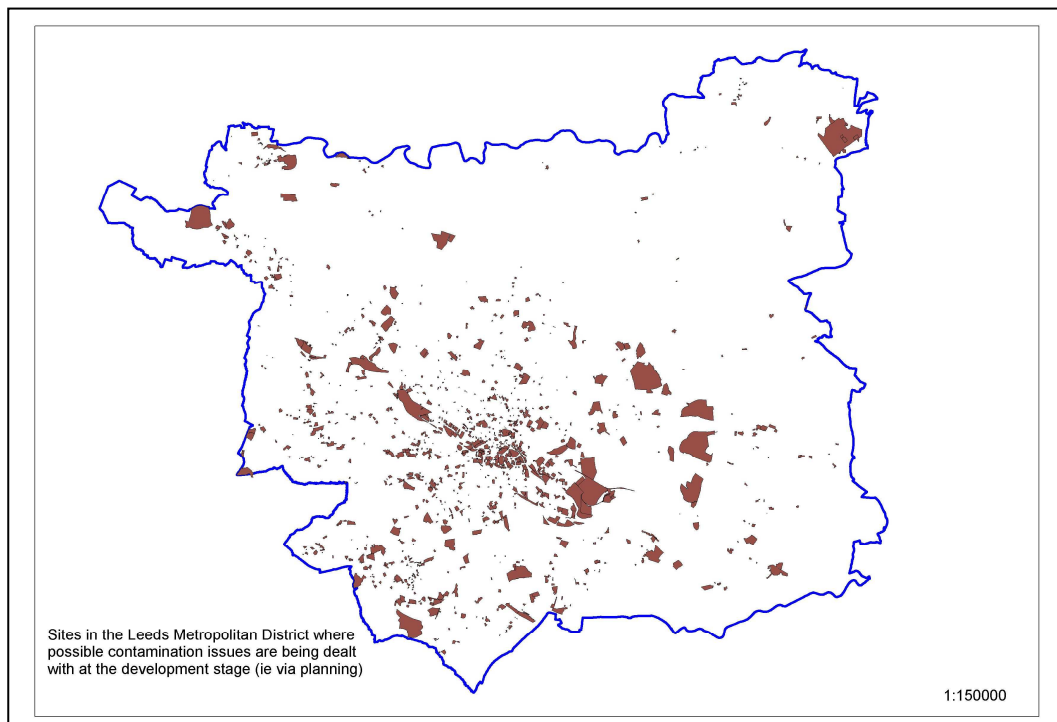 Sites in the Leeds Metropolitan District where
possible contamination issues are being dealt
with at the development stage (ie via planning)
1:150000